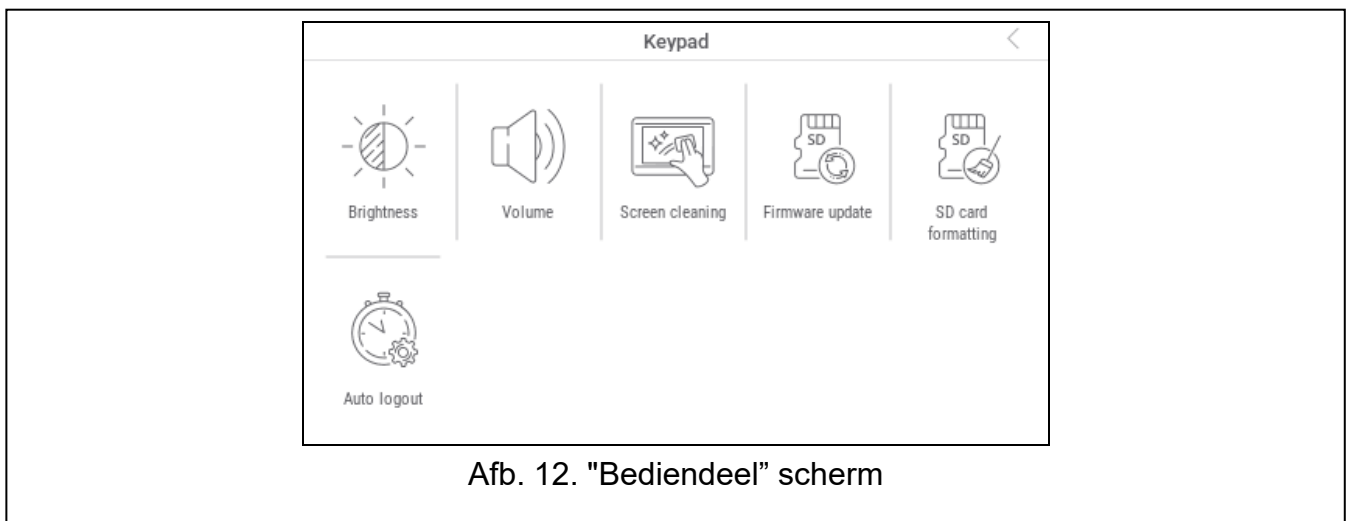 Keypad
Brightness
Volume
Screen cleaning
SD
Firmware update
SD
SD card
formatting
Auto logout
Afb. 12. "Bediendeel” scherm